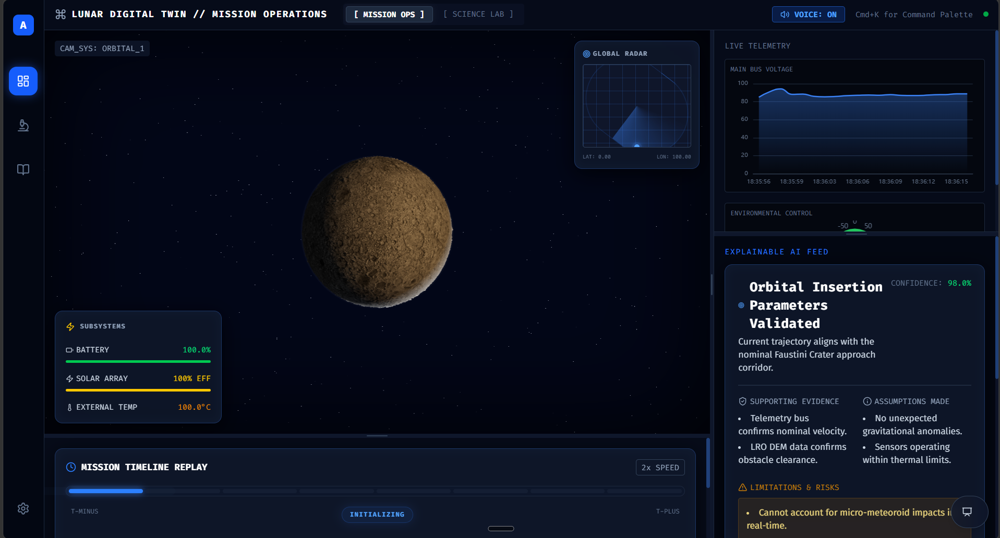 A
LUNAR DIGITAL TWIN // MISSION OPERATIONS
[ MISSION OPS ]
[ SCIENCE LAB ]
VOICE: ON
Cmd+K for Command Palette
CAM_SYS: ORBITAL_1
GLOBAL RADAR
LAT: 0.00
LON: 100.00
SUBSYSTEMS
BATTERY 100.0%
SOLAR ARRAY 100% EFF
EXTERNAL TEMP 100.0°C
MISSION TIMELINE REPLAY
2x SPEED
T-MINUS
INITIALIZING
T-PLUS
LIVE TELEMETRY
MAIN BUS VOLTAGE
100
80
60
40
20
0
18:35:56 18:35:59 18:36:03 18:36:06 18:36:09 18:36:12 18:36:15
ENVIRONMENTAL CONTROL
-50 0 50
EXPLAINABLE AI FEED
Orbital Insertion
Parameters
Validated
CONFIDENCE: 98.0%
Current trajectory aligns with the
nominal Faustini Crater approach
corridor.
SUPPORTING EVIDENCE
• Telemetry bus
confirms nominal velocity.
• LRO DEM data confirms
obstacle clearance.
ASSUMPTIONS MADE
• No unexpected
gravitational anomalies.
• Sensors operating
within thermal limits.
LIMITATIONS & RISKS
• Cannot account for micro-meteoroid impacts
real-time.